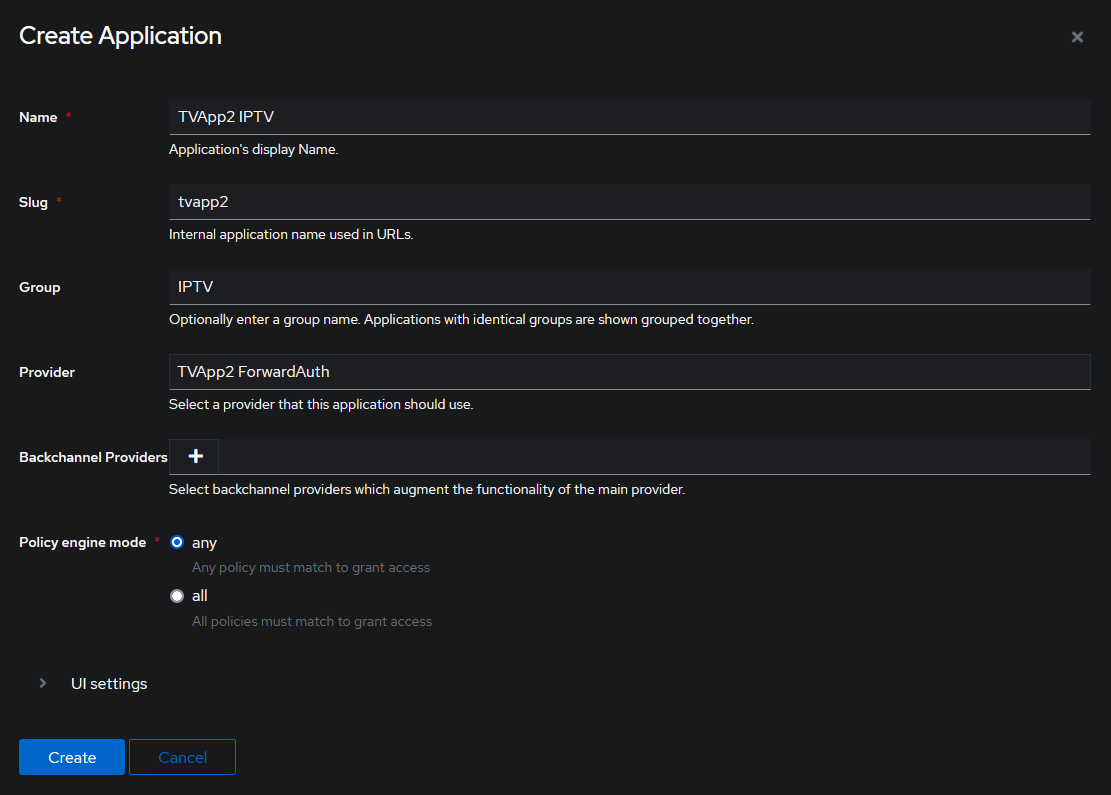 Create Application
Name *
TVApp2 IPTV
Application's display Name.
Slug *
tvapp2
Internal application name used in URLs.
Group
IPTV
Optionally enter a group name. Applications with identical groups are shown grouped together.
Provider
TVApp2 ForwardAuth
Select a provider that this application should use.
Backchannel Providers
Select backchannel providers which augment the functionality of the main provider.
Policy engine mode *
any
Any policy must match to grant access
all
All policies must match to grant access
UI settings
Create
Cancel